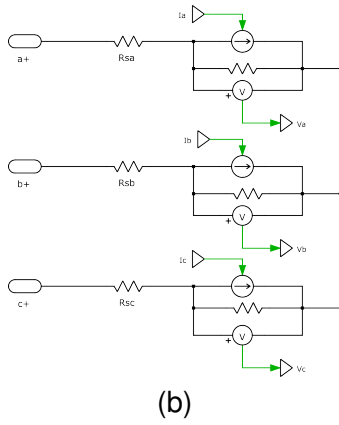 Ia
a+
Rsa
+
V
Va
Ib
b+
Rsb
+
V
Vb
Ic
c+
Rsc
+
V
Vc
(b)